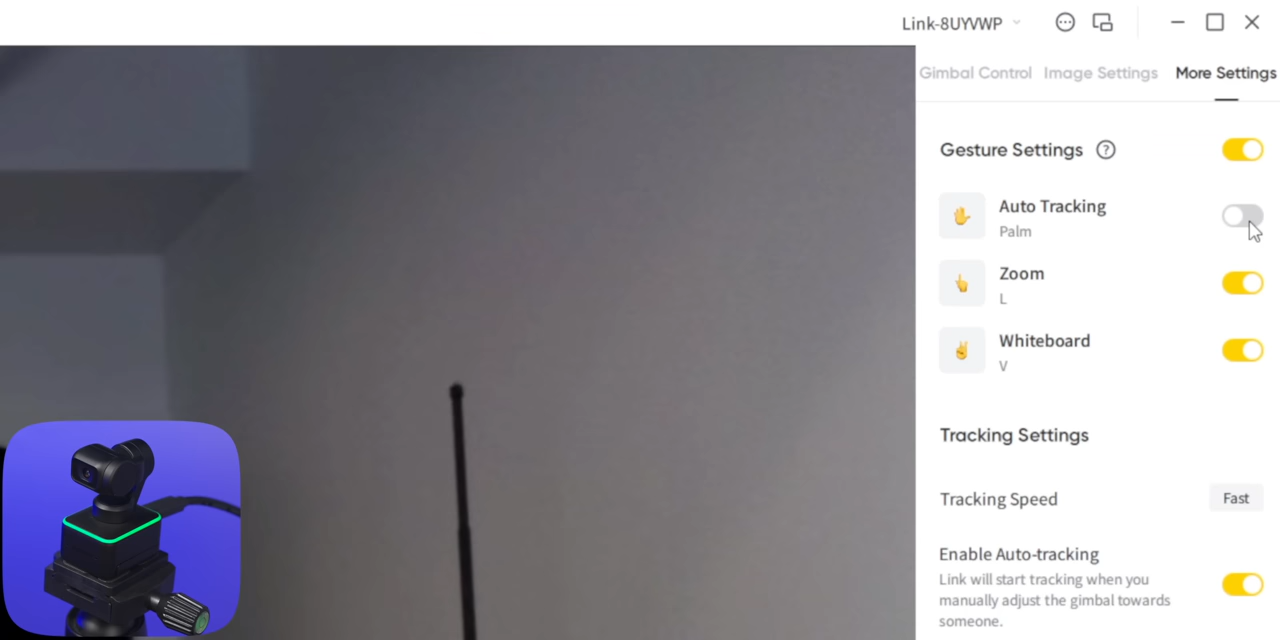 Link-8UYVWP
Gimbal Control Image Settings More Settings
Gesture Settings ?
Auto Tracking
Palm
Zoom
L
Whiteboard
V
Tracking Settings
Tracking Speed Fast
Enable Auto-tracking
Link will start tracking when you
manually adjust the gimbal towards
someone.